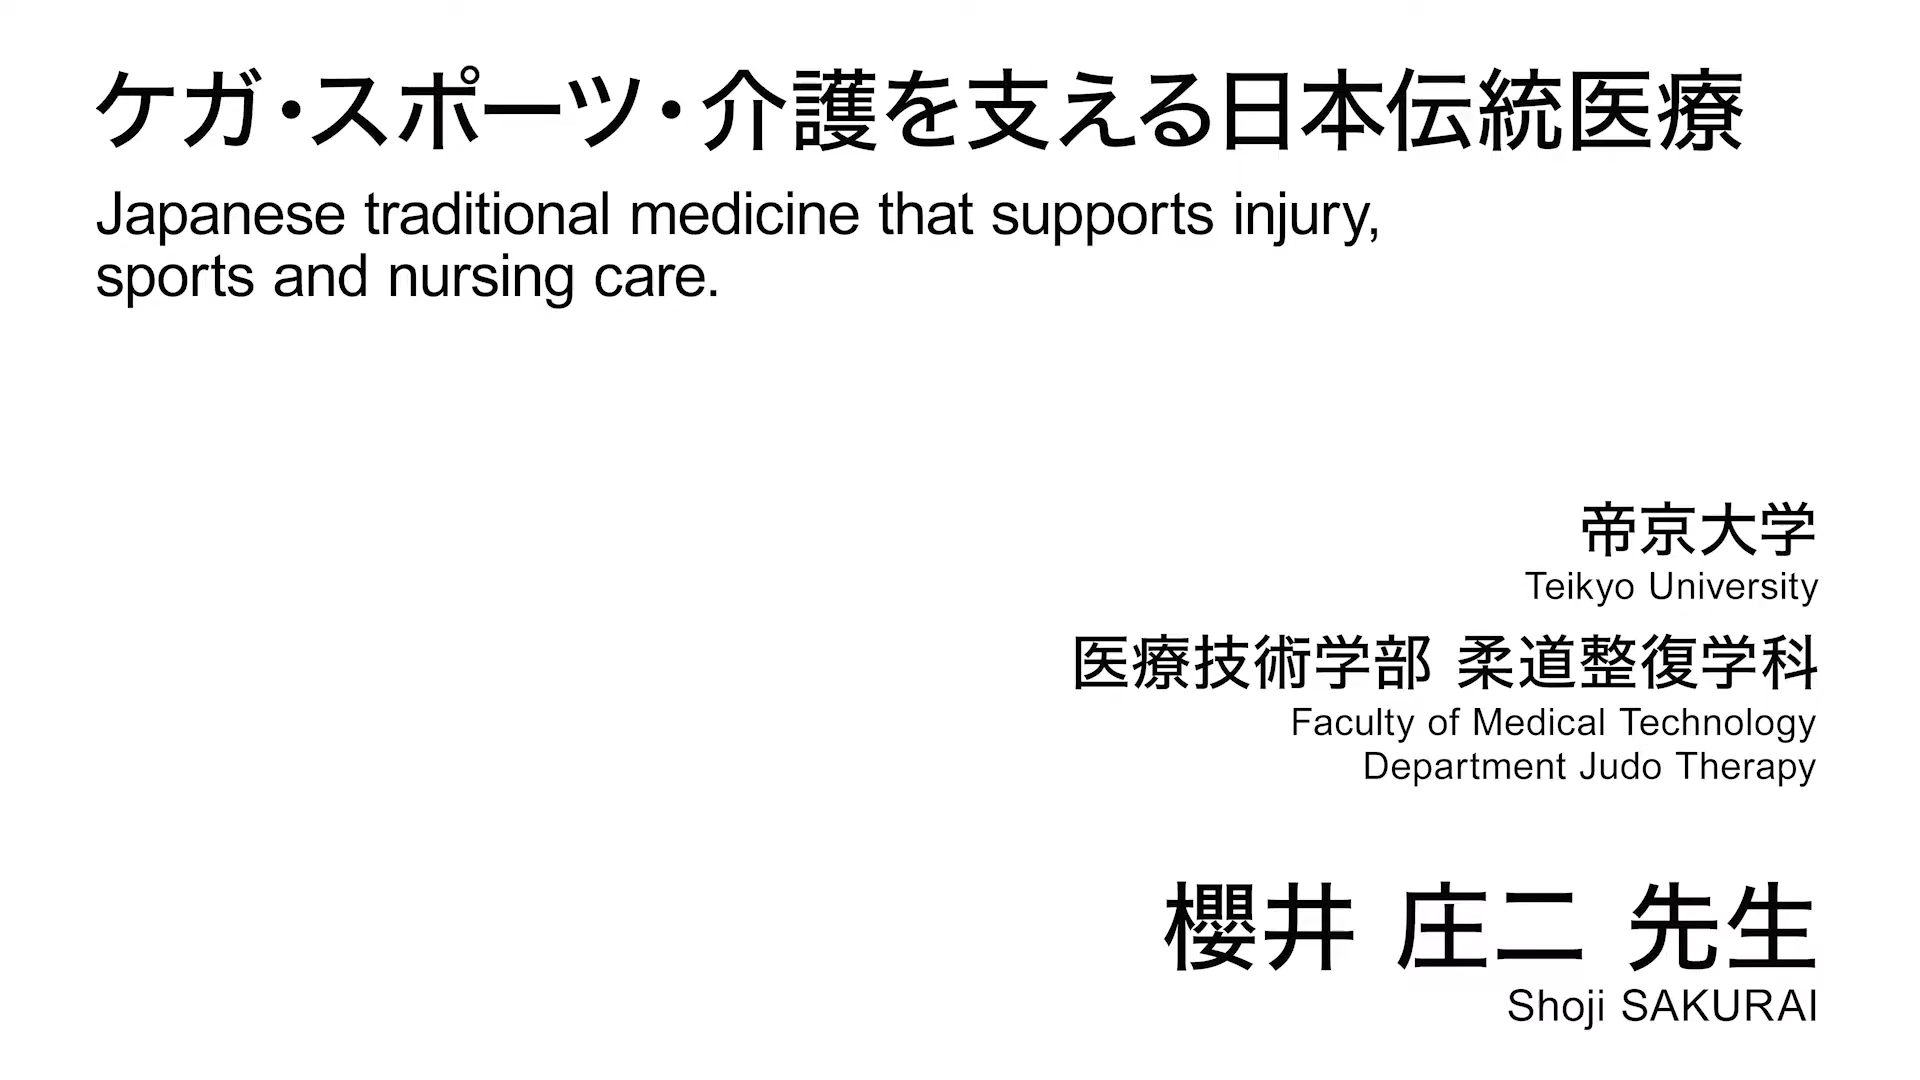 ケガ・スポーツ・介護を支える日本伝統医療
Japanese traditional medicine that supports injury,
sports and nursing care.
帝京大学
Teikyo University
医療技術学部 柔道整復学科
Faculty of Medical Technology
Department Judo Therapy
櫻井 庄二 先生
Shoji SAKURAI